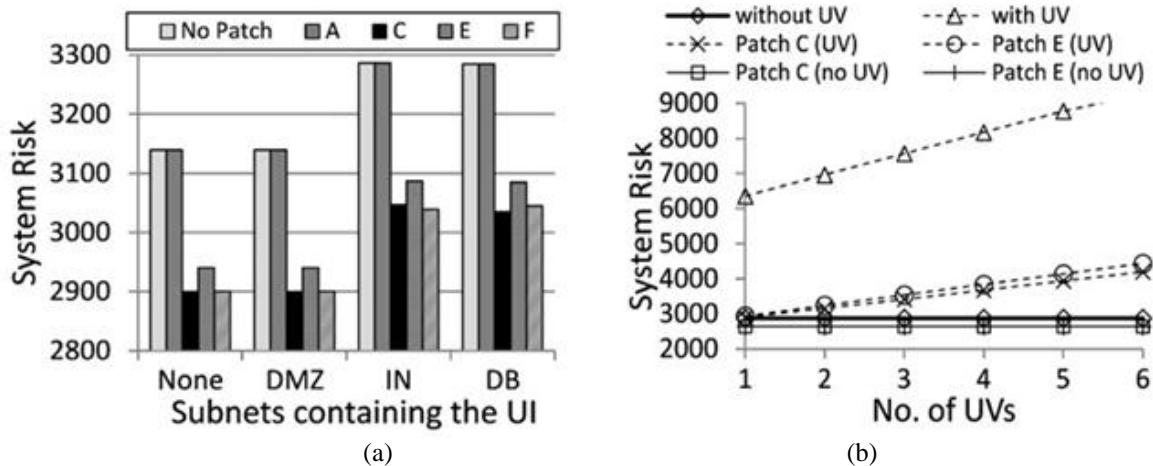 No Patch A C E F
3300
3200
3100
3000
2900
2800
System Risk
None DMZ IN DB
Subnets containing the UI
(a)
without UV with UV
Patch C (UV) Patch E (UV)
Patch C (no UV) Patch E (no UV)
9000
8000
7000
6000
5000
4000
3000
2000
System Risk
1 2 3 4 5 6
No. of UVs
(b)